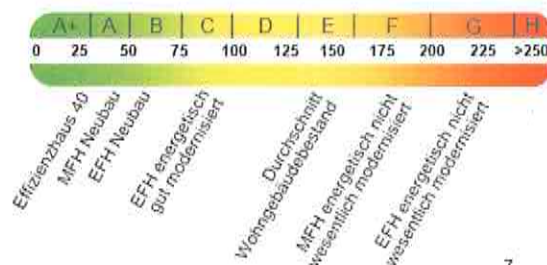 A+ A B C D E F G H
0 25 50 75 100 125 150 175 200 225 >250
Effizienzhaus 40
MFH Neubau
EFH Neubau
EFH energetisch
gut modernisiert
Durchschnitt
Wohngebäudebestand
MFH energetisch nicht
wesentlich modernisiert
EFH energetisch nicht
wesentlich modernisiert
7